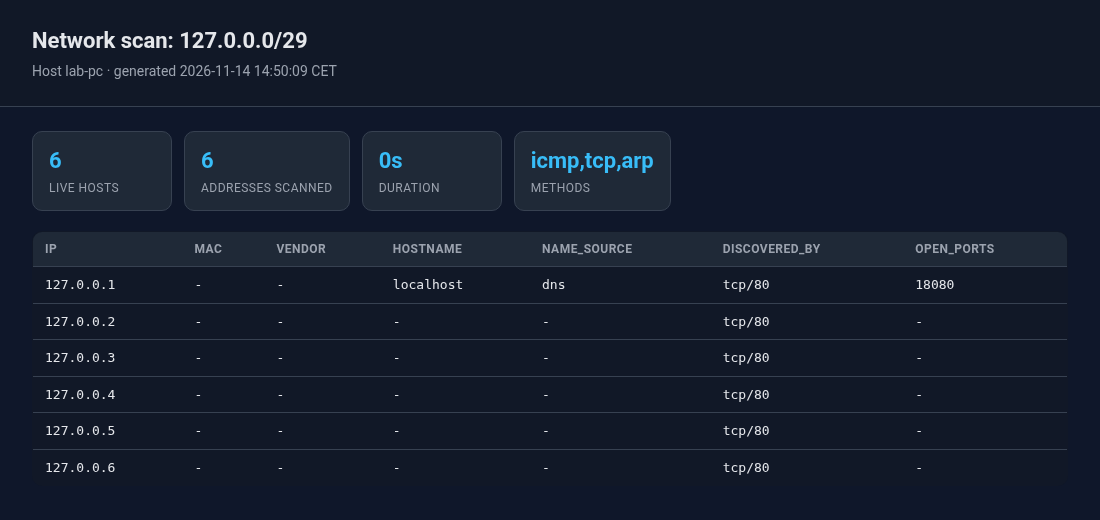 Network scan: 127.0.0.0/29
Host lab-pc · generated 2026-11-14 14:50:09 CET
6 6 0s icmp,tcp,arp
LIVE HOSTS ADDRESSES SCANNED DURATION METHODS
IP MAC VENDOR HOSTNAME NAME_SOURCE DISCOVERED_BY OPEN_PORTS
127.0.0.1 - - localhost dns tcp/80 18080
127.0.0.2 - - - - tcp/80 -
127.0.0.3 - - - - tcp/80 -
127.0.0.4 - - - - tcp/80 -
127.0.0.5 - - - - tcp/80 -
127.0.0.6 - - - - tcp/80 -